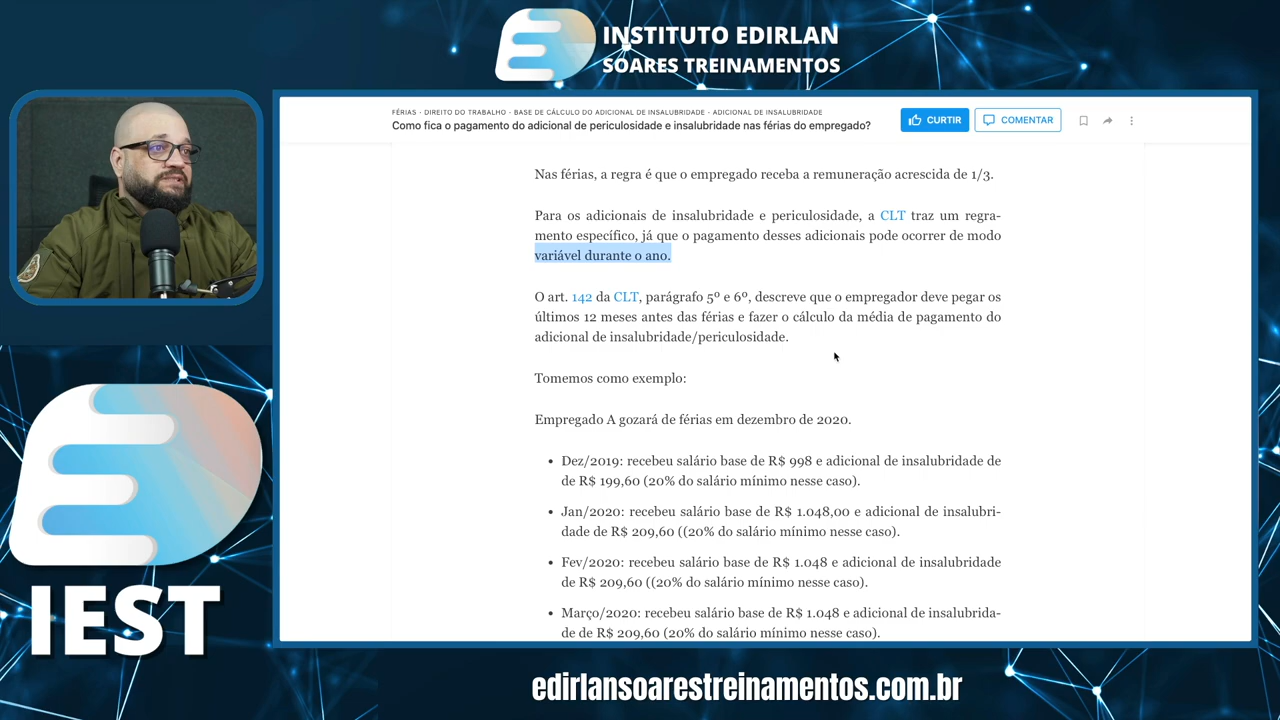 INSTITUTO EDIRLAN
SOARES TREINAMENTOS
FÉRIAS - DIREITO DO TRABALHO - BASE DE CÁLCULO DO ADICIONAL DE INSALUBRIDADE - ADICIONAL DE INSALUBRIDADE
Como fica o pagamento do adicional de periculosidade e insalubridade nas férias do empregado?
CURTIR
COMENTAR
Nas férias, a regra é que o empregado receba a remuneração acrescida de 1/3.
Para os adicionais de insalubridade e periculosidade, a CLT traz um regra-
mento específico, já que o pagamento desses adicionais pode ocorrer de modo
variável durante o ano.
O art. 142 da CLT, parágrafo 5º e 6º, descreve que o empregador deve pegar os
últimos 12 meses antes das férias e fazer o cálculo da média de pagamento do
adicional de insalubridade/periculosidade.
Tomemos como exemplo:
Empregado A gozará de férias em dezembro de 2020.
• Dez/2019: recebeu salário base de R$ 998 e adicional de insalubridade de
de R$ 199,60 (20% do salário mínimo nesse caso).
• Jan/2020: recebeu salário base de R$ 1.048,00 e adicional de insalubri-
dade de R$ 209,60 ((20% do salário mínimo nesse caso).
• Fev/2020: recebeu salário base de R$ 1.048 e adicional de insalubridade
de R$ 209,60 ((20% do salário mínimo nesse caso).
• Março/2020: recebeu salário base de R$ 1.048 e adicional de insalubrida-
de de R$ 209,60 (20% do salário mínimo nesse caso).
IEST
edirlansoarestreinamentos.com.br